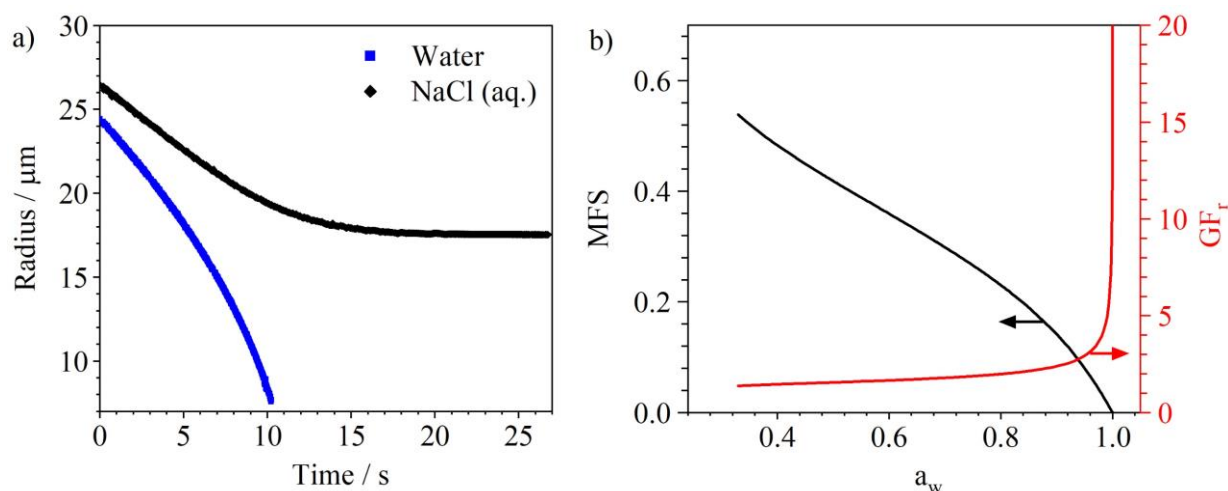 a)
Radius / μm
30
25
20
15
10
Water
NaCl (aq.)
0 5 10 15 20 25
Time / s
b)
MFS
0.6
0.4
0.2
0.0
0.4 0.6 0.8 1.0
a_w
20
15
10
5
0
GF_r